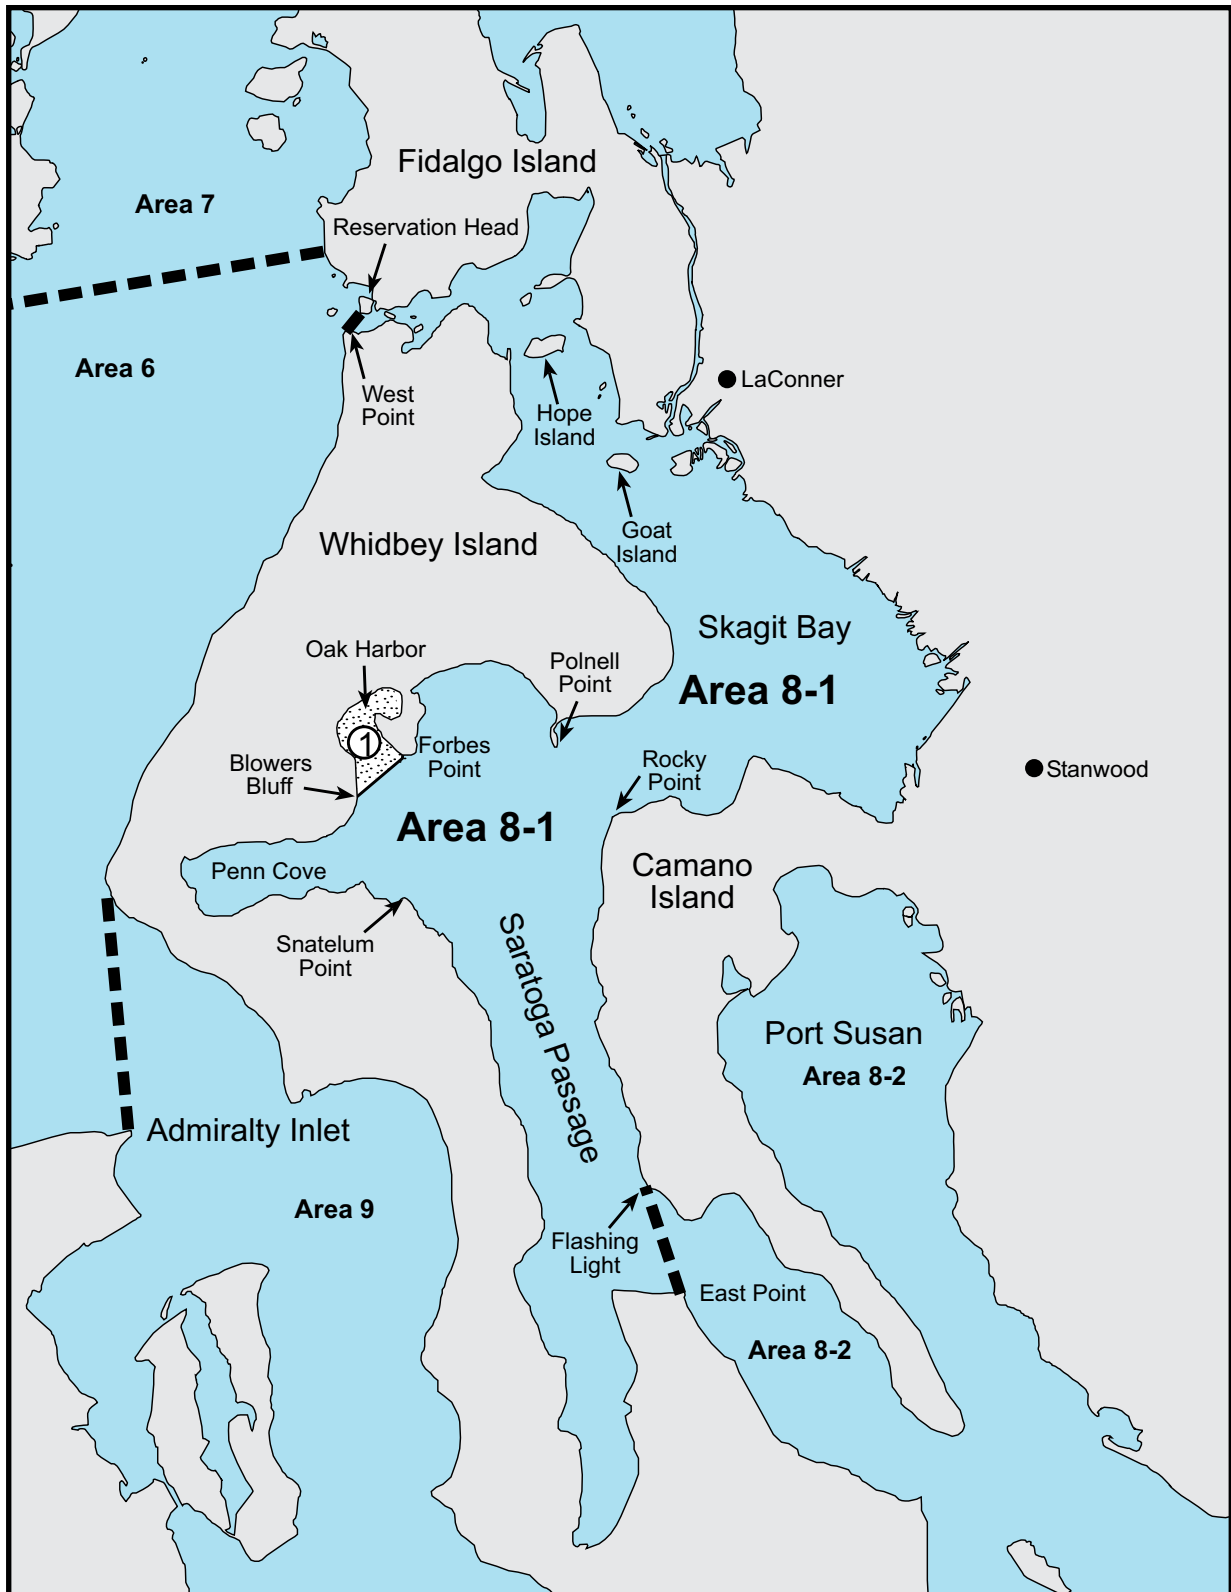 Fidalgo Island
Area 7
Reservation Head
Area 6
West
Point
LaConner
Hope
Island
Goat
Island
Whidbey Island
Skagit Bay
Area 8-1
Oak Harbor
Polnell
Point
1
Forbes
Point
Blowers
Bluff
Rocky
Point
Stanwood
Area 8-1
Penn Cove
Camano
Island
Snatelum
Point
Saratoga Passage
Port Susan
Area 8-2
Admiralty Inlet
Area 9
Flashing
Light
East Point
Area 8-2